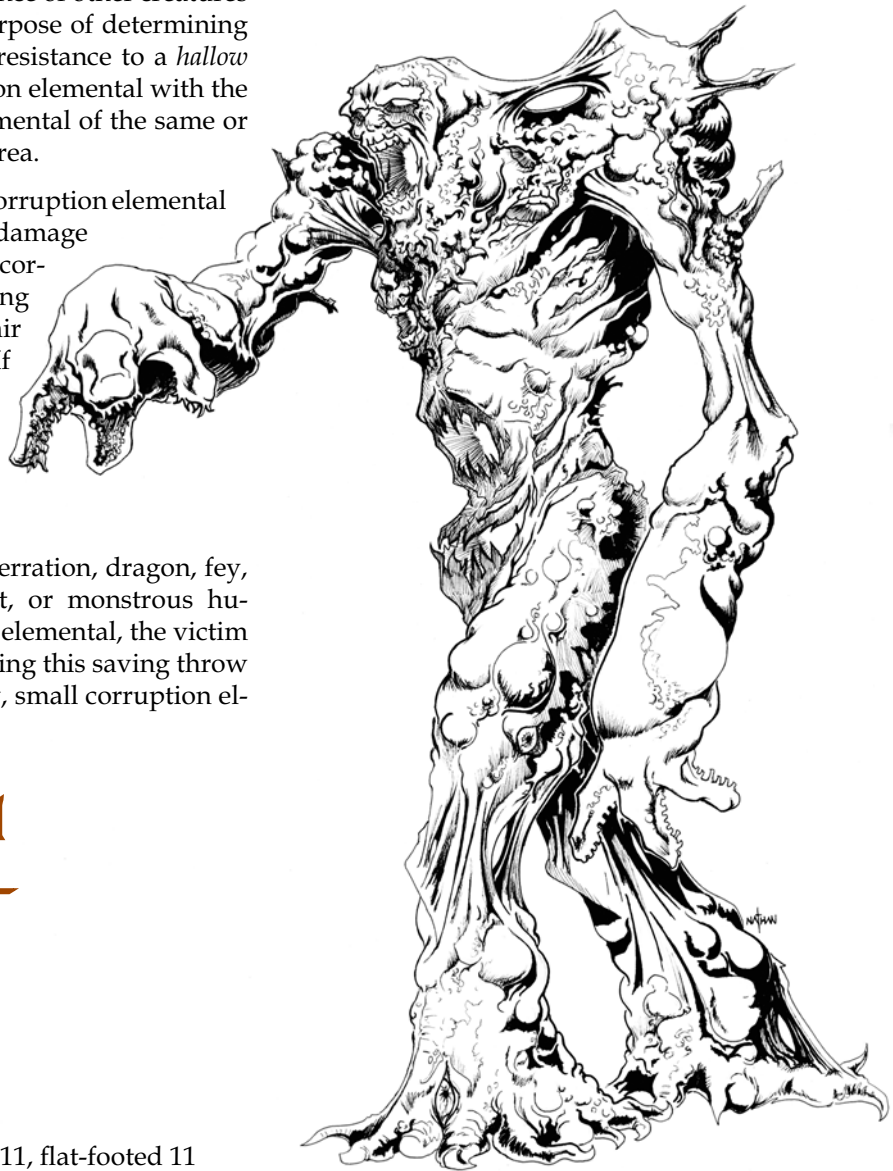 nce of other creatures
rpose of determining
resistance to a hallow
on elemental with the
mental of the same or
rea.
orruption elemental
damage
cor-
ng
ir
f
erration, dragon, fey,
t, or monstrous hu-
elemental, the victim
ing this saving throw
, small corruption el-
NATHAN
11, flat-footed 11